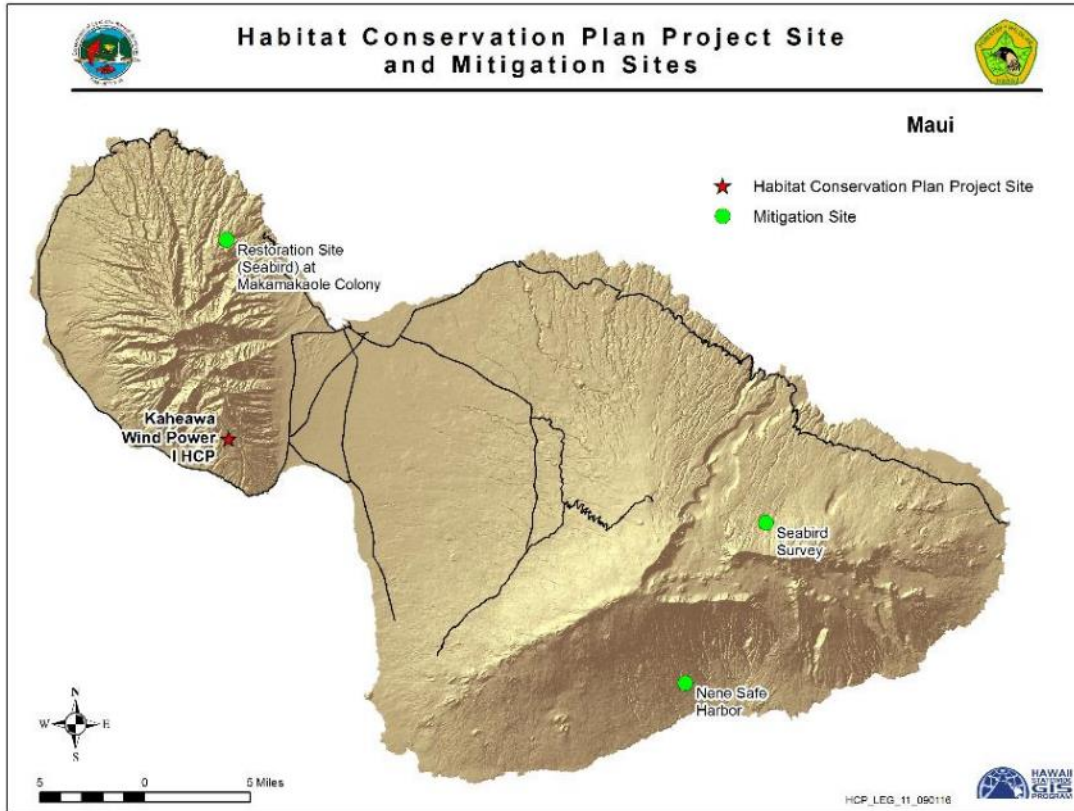 Habitat Conservation Plan Project Site
and Mitigation Sites
Maui
Habitat Conservation Plan Project Site
Mitigation Site
Restoration Site
(Seabird) at
Makamakaole Colony
Kaheawa
Wind Power
I HCP
Seabird
Survey
Nene Safe
Harbor
N
W E
S
5 0 5 Miles
HCP_LEG_11_090116
HAWAII
STATEWIDE
GIS
PROGRAM